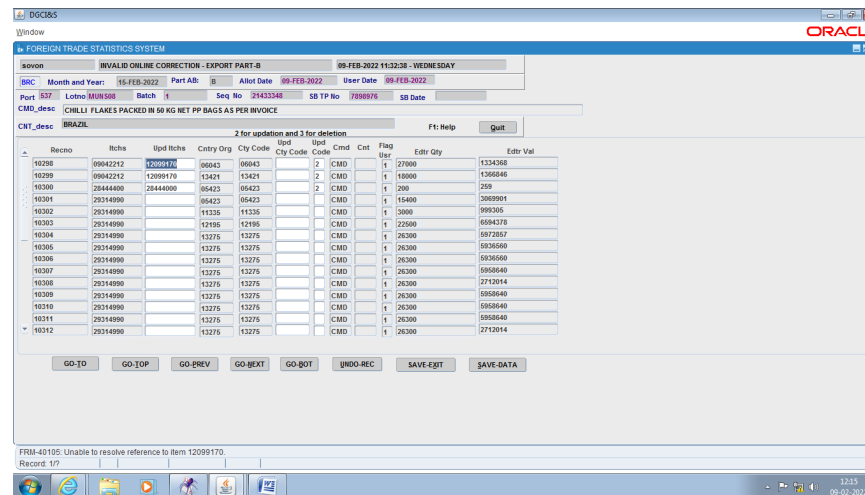 DGCI&S
Window
ORACL
FOREIGN TRADE STATISTICS SYSTEM
sovon INVALID ONLINE CORRECTION - EXPORT PART-B 09-FEB-2022 11:32:38 - WEDNESDAY
BRC Month and Year: 15-FEB-2022 Part AB: B Allot Date 09-FEB-2022 User Date 09-FEB-2022
Port 537 Lotno MUNS08 Batch 1 Seq No 21433348 SB TP No 7898976 SB Date
CMD_desc CHILLI FLAKES PACKED IN 50 KG NET PP BAGS AS PER INVOICE
CNT_desc BRAZIL F1: Help Quit
2 for updation and 3 for deletion
Recno Itchs Upd Itchs Cntry Org Cty Code Upd Cty Code Upd Code Cmd Cnt Flag Usr Edtr Qty Edtr Val
10298 09042212 12099170 06043 06043 2 CMD 1 27000 1334368
10299 09042212 12099170 13421 13421 2 CMD 1 18000 1366846
10300 28444400 28444000 05423 05423 2 CMD 1 200 259
10301 29314990 05423 05423 CMD 1 15400 3069901
10302 29314990 11335 11335 CMD 1 3000 999305
10303 29314990 12195 12195 CMD 1 22500 6594378
10304 29314990 13275 13275 CMD 1 26300 5972857
10305 29314990 13275 13275 CMD 1 26300 5936560
10306 29314990 13275 13275 CMD 1 26300 5936560
10307 29314990 13275 13275 CMD 1 26300 5958640
10308 29314990 13275 13275 CMD 1 26300 2712014
10309 29314990 13275 13275 CMD 1 26300 5958640
10310 29314990 13275 13275 CMD 1 26300 5958640
10311 29314990 13275 13275 CMD 1 26300 5958640
10312 29314990 13275 13275 CMD 1 26300 2712014
GO-TO GO-TOP GO-PREV GO-NEXT GO-BOT UNDO-REC SAVE-EXIT SAVE-DATA
FRM-40105: Unable to resolve reference to item 12099170.
Record: 1/?
12:15
09-02-202